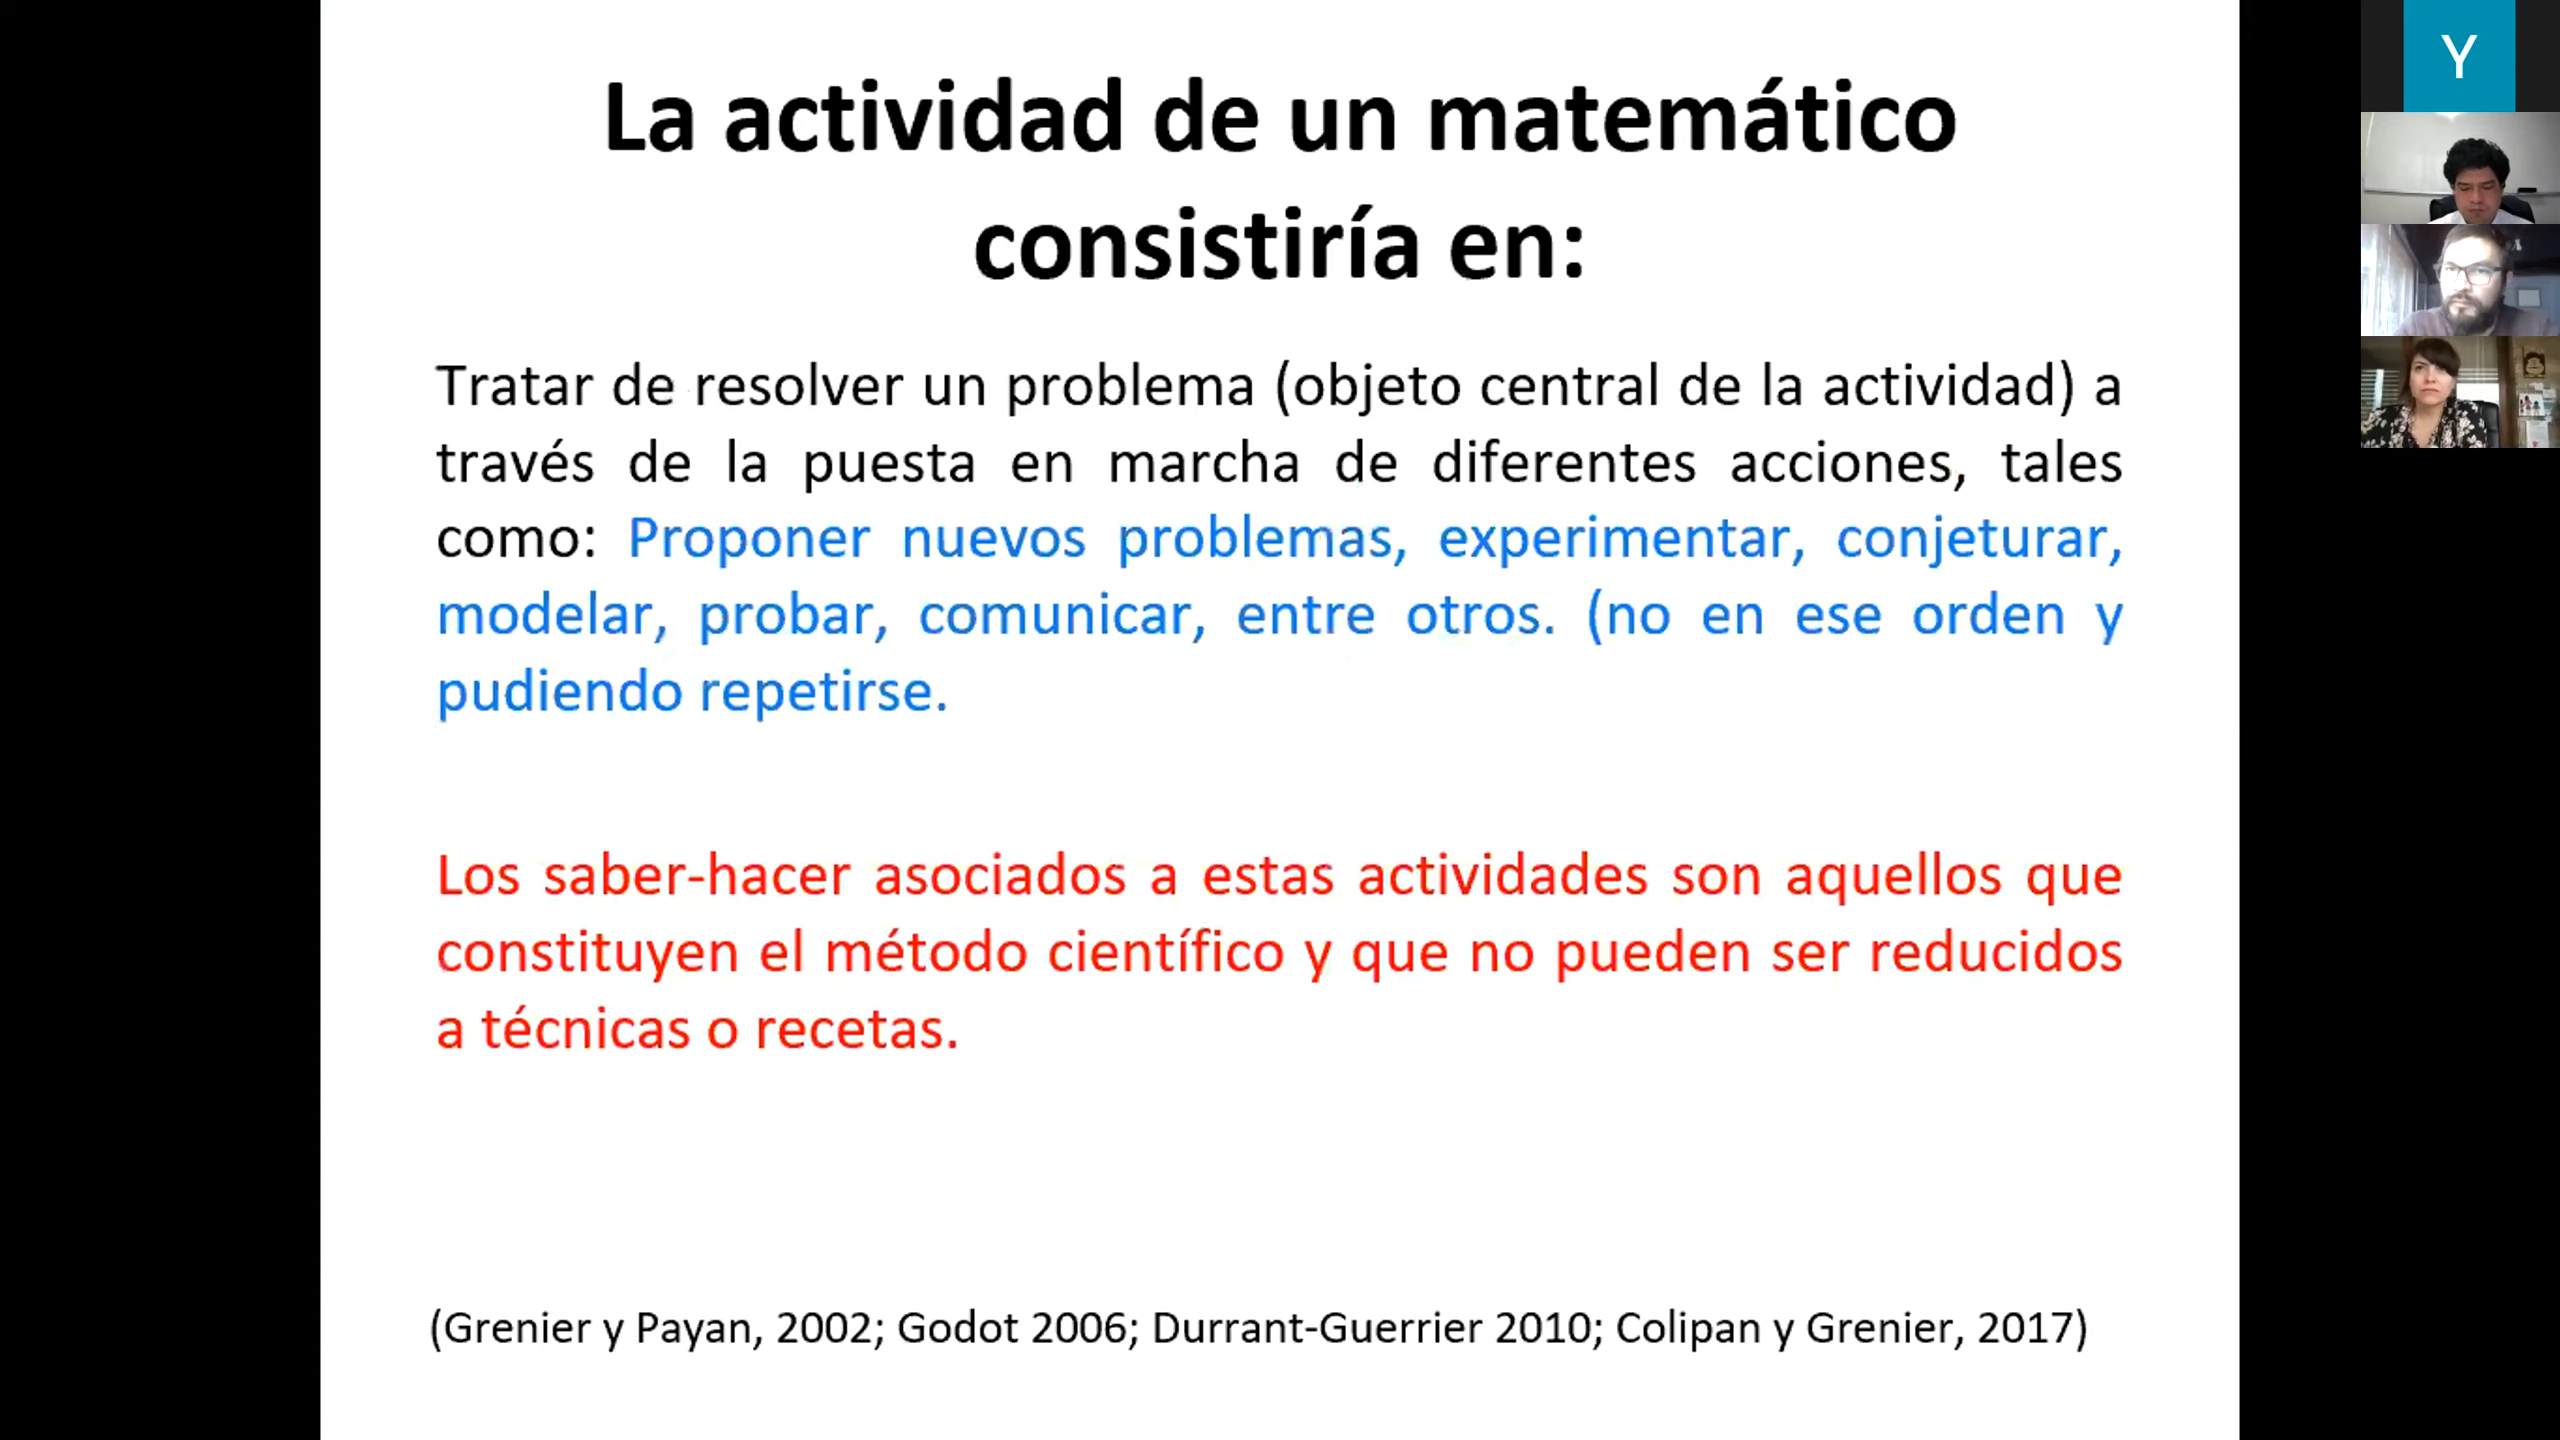 La actividad de un matemático
consistiría en:
Tratar de resolver un problema (objeto central de la actividad) a
través de la puesta en marcha de diferentes acciones, tales
como: Proponer nuevos problemas, experimentar, conjeturar,
modelar, probar, comunicar, entre otros. (no en ese orden y
pudiendo repetirse.
Los saber-hacer asociados a estas actividades son aquellos que
constituyen el método científico y que no pueden ser reducidos
a técnicas o recetas.
(Grenier y Payan, 2002; Godot 2006; Durrant-Guerrier 2010; Colipan y Grenier, 2017)
Y